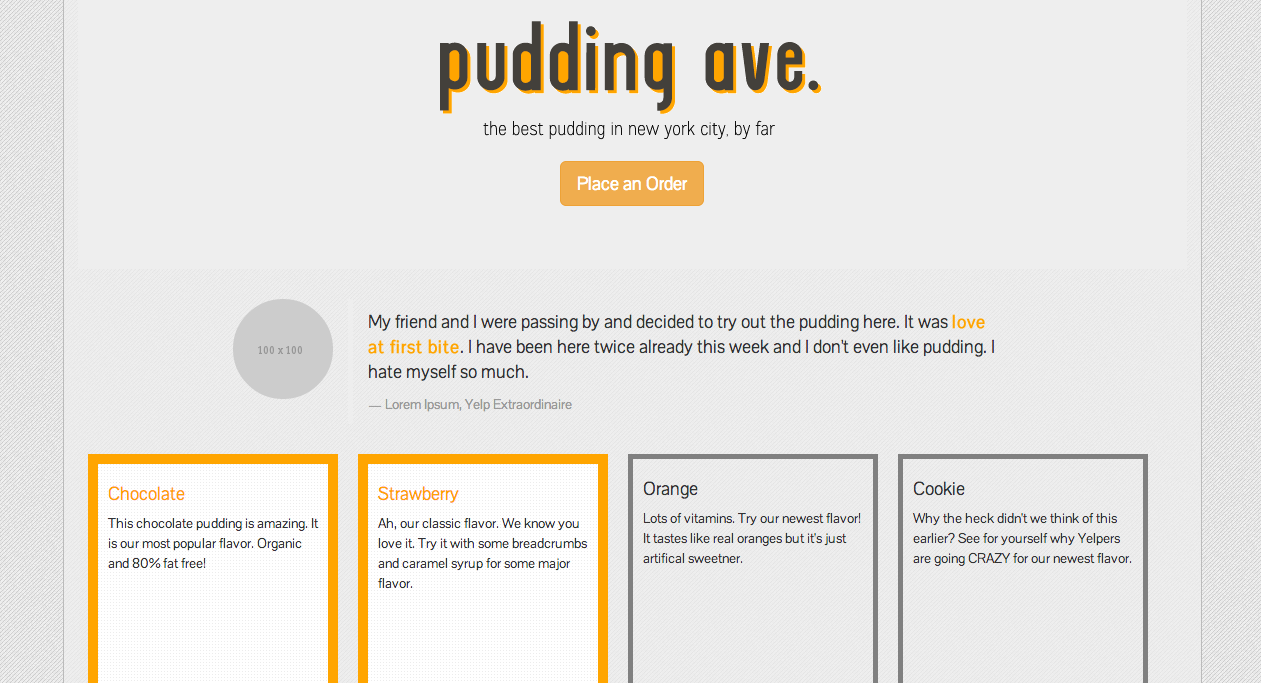 pudding ave.
the best pudding in new york city, by far
Place an Order
100 x 100
My friend and I were passing by and decided to try out the pudding here. It was love
at first bite. I have been here twice already this week and I don't even like pudding. I
hate myself so much.
— Lorem Ipsum, Yelp Extraordinaire
Chocolate
This chocolate pudding is amazing. It
is our most popular flavor. Organic
and 80% fat free!
Strawberry
Ah, our classic flavor. We know you
love it. Try it with some breadcrumbs
and caramel syrup for some major
flavor.
Orange
Lots of vitamins. Try our newest flavor!
It tastes like real oranges but it's just
artifical sweetner.
Cookie
Why the heck didn't we think of this
earlier? See for yourself why Yelpers
are going CRAZY for our newest flavor.